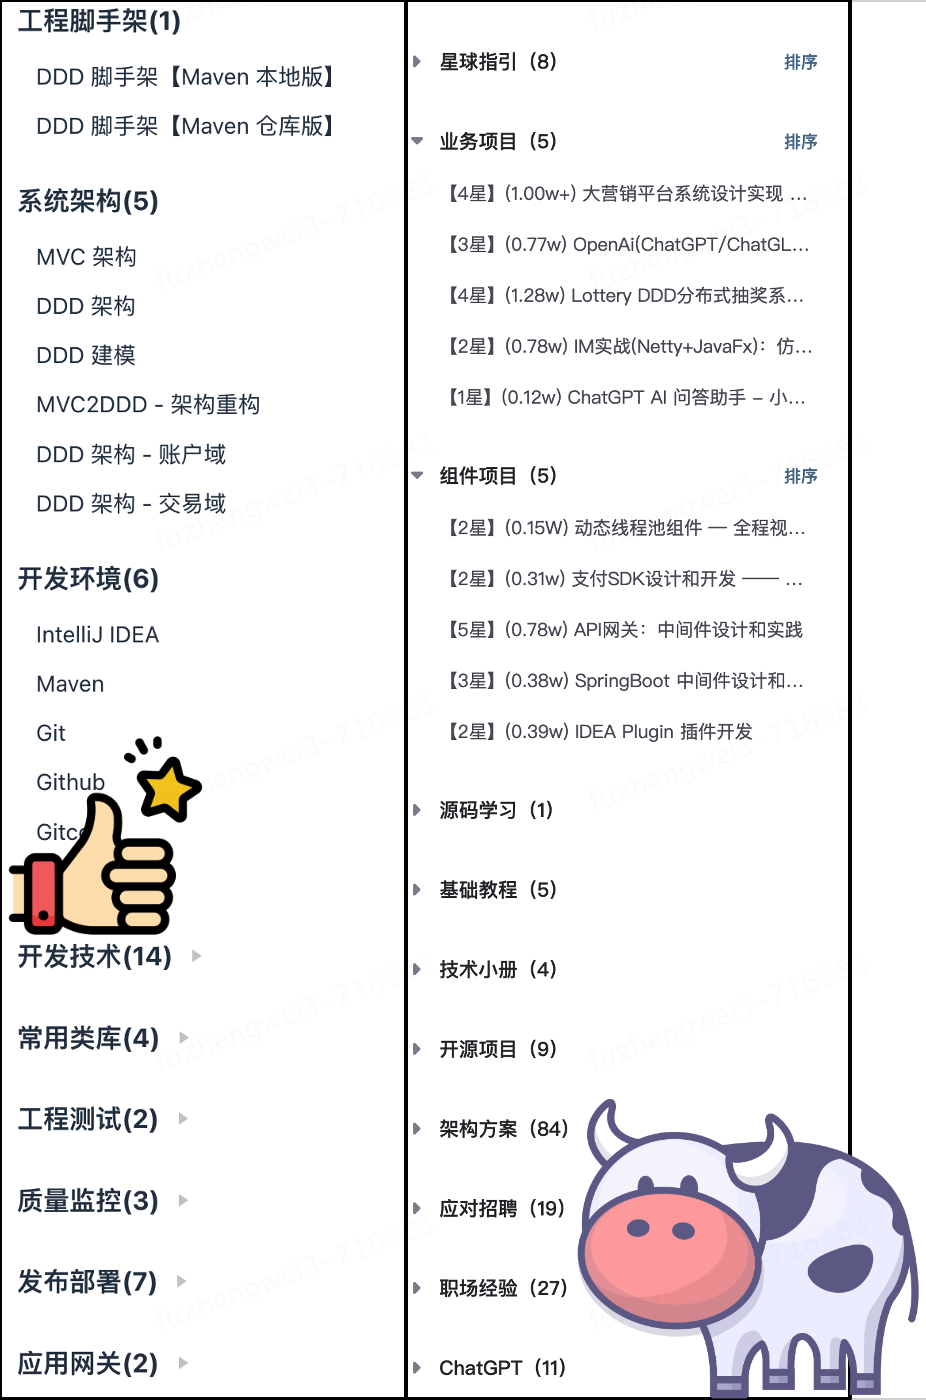 工程脚手架(1)
DDD 脚手架【Maven 本地版】
DDD 脚手架【Maven 仓库版】
系统架构(5)
MVC 架构
DDD 架构
DDD 建模
MVC2DDD - 架构重构
DDD 架构 - 账户域
DDD 架构 - 交易域
开发环境(6)
IntelliJ IDEA
Maven
Git
Github
开发技术(14)
常用类库(4)
工程测试(2)
质量监控(3)
发布部署(7)
应用网关(2)
星球指引（8） 排序
业务项目（5） 排序
【4星】(1.00w+) 大营销平台系统设计实现 ...
【3星】(0.77w) OpenAi(ChatGPT/ChatGL...
【4星】(1.28w) Lottery DDD分布式抽奖系...
【2星】(0.78w) IM实战(Netty+JavaFx)：仿...
【1星】(0.12w) ChatGPT AI 问答助手 – 小...
组件项目（5） 排序
【2星】(0.15W) 动态线程池组件 — 全程视...
【2星】(0.31w) 支付SDK设计和开发 —— ...
【5星】(0.78w) API网关：中间件设计和实践
【3星】(0.38w) SpringBoot 中间件设计和...
【2星】(0.39w) IDEA Plugin 插件开发
源码学习（1）
基础教程（5）
技术小册（4）
开源项目（9）
架构方案（84）
应对招聘（19）
职场经验（27）
ChatGPT（11）
fuzhengwei3-716183